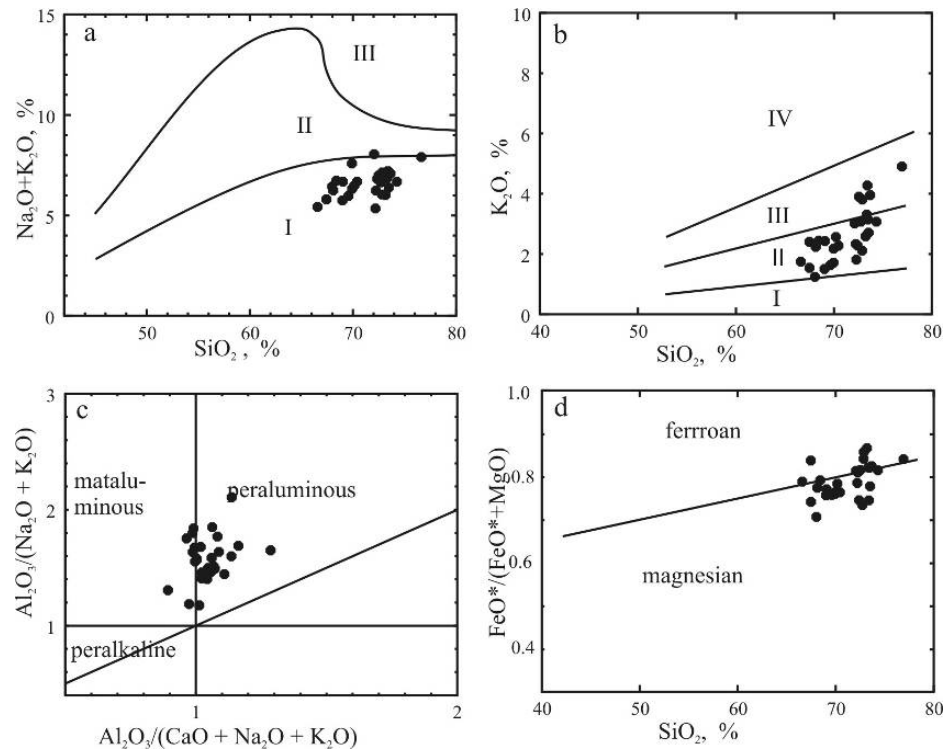 a
15
10
5
0
50
60
70
80
Na₂O+K₂O, %
SiO₂ , %
I
II
III
b
10
8
6
4
2
0
40
50
60
70
80
K₂O, %
SiO₂, %
IV
III
II
I
c
3
2
1
1
2
Al₂O₃/(Na₂O + K₂O)
Al₂O₃/(CaO + Na₂O + K₂O)
matalu-
minous
peraluminous
peralkaline
d
1.0
0.8
0.6
0.4
40
50
60
70
80
FeO*/(FeO*+MgO)
SiO₂, %
ferrroan
magnesian